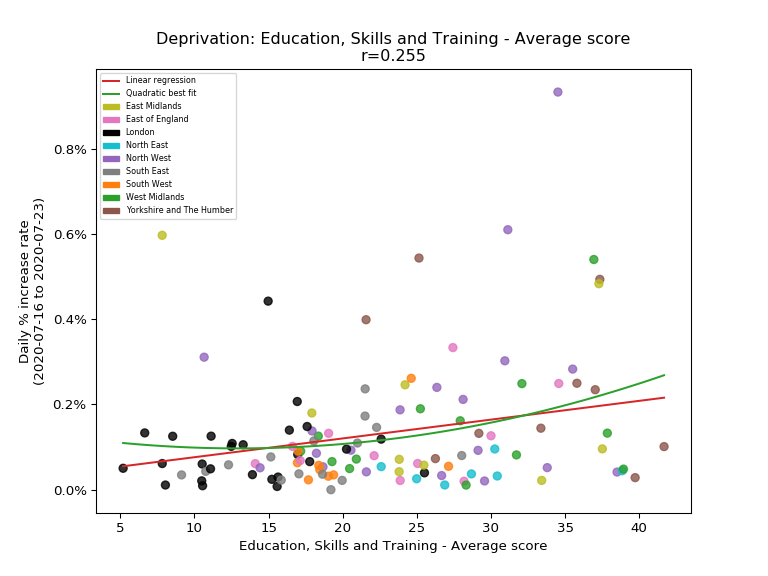 Deprivation: Education, Skills and Training - Average score
r=0.255
Linear regression
Quadratic best fit
East Midlands
East of England
London
North East
North West
South East
South West
West Midlands
Yorkshire and The Humber
Daily % increase rate
(2020-07-16 to 2020-07-23)
0.8%
0.6%
0.4%
0.2%
0.0%
5 10 15 20 25 30 35 40
Education, Skills and Training - Average score